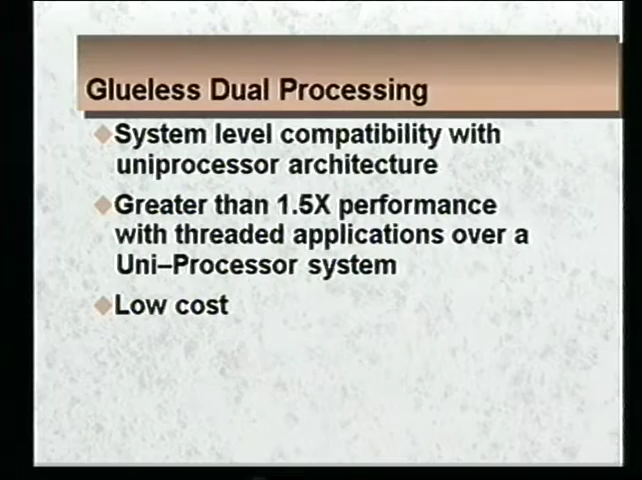 Glueless Dual Processing
System level compatibility with
uniprocessor architecture
Greater than 1.5X performance
with threaded applications over a
Uni–Processor system
Low cost